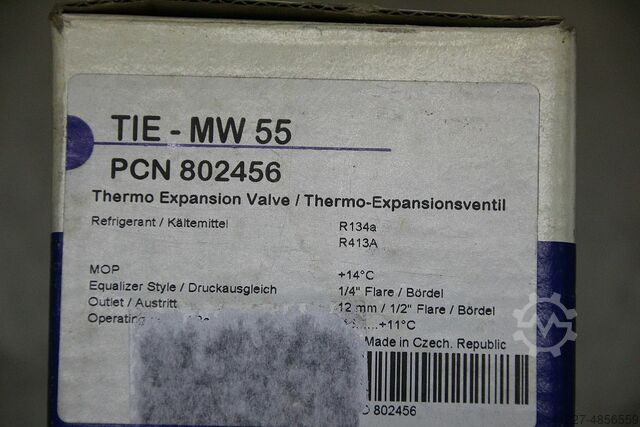 TIE - MW 55
PCN 802456
Thermo Expansion Valve / Thermo-Expansionsventil
Refrigerant / Kältemittel R134a
R413A
MOP +14°C
Equalizer Style / Druckausgleich 1/4" Flare / Bördel
Outlet / Austritt 12 mm / 1/2" Flare / Bördel
Operating +11°C
Made in Czech. Republic
802456